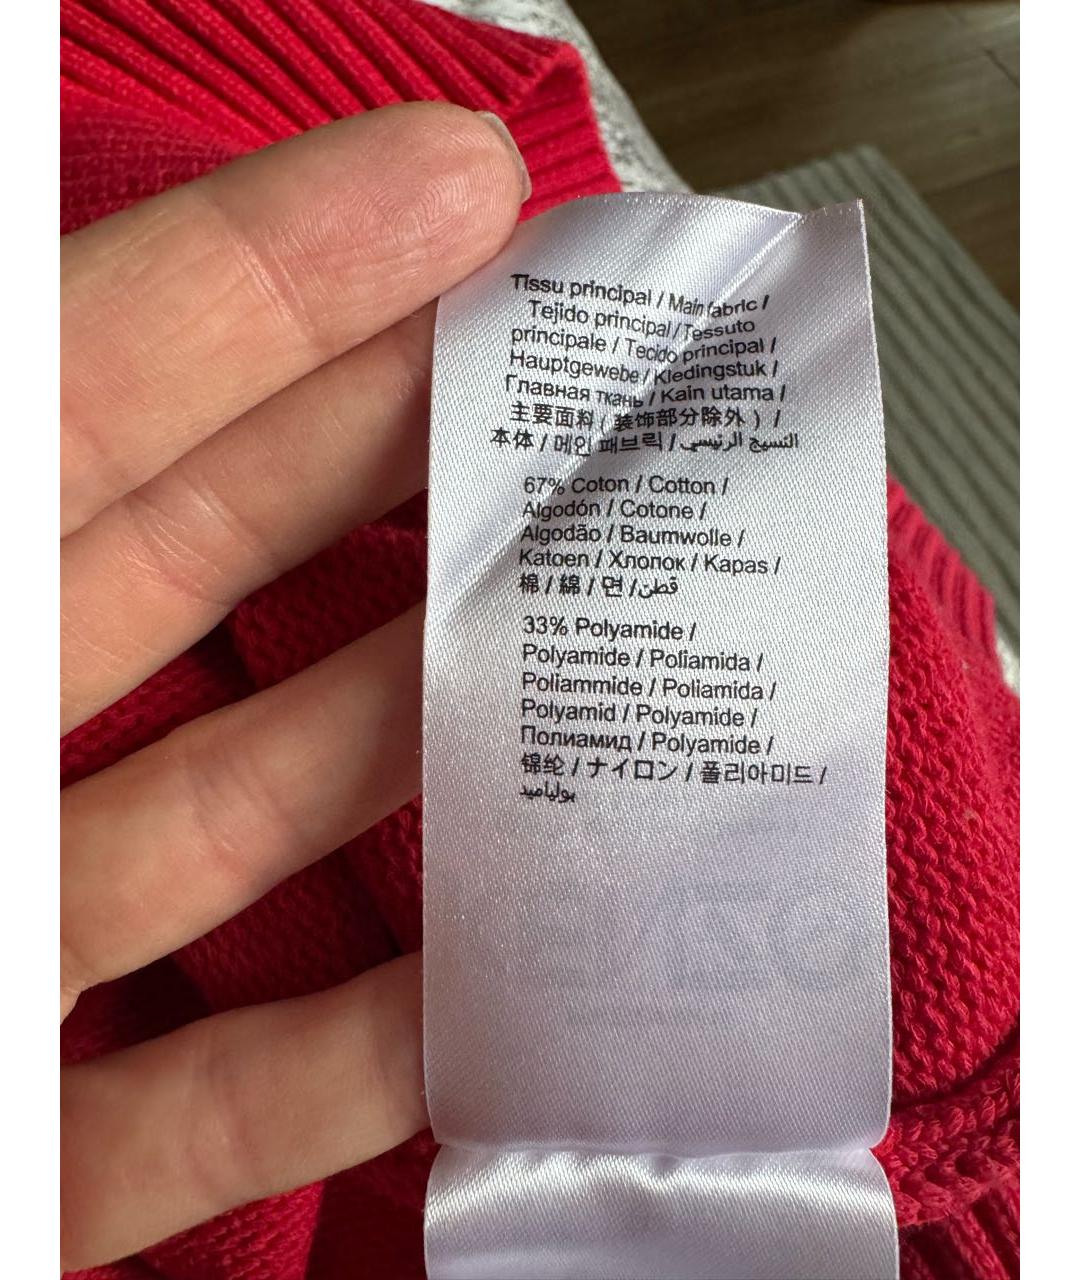 Tissu principal / Main fabric /
Tejido principal / Tessuto
principale / Tecido principal /
Hauptgewebe / Kledingstuk /
Главная ткань / Kain utama /
主要面料 ( 装饰部分除外 ) /
本体 / 메인 패브릭 / النسيج الرئيسي
67% Coton / Cotton /
Algodón / Cotone /
Algodão / Baumwolle /
Katoen / Хлопок / Kapas /
棉 / 綿 / 면 / قطن
33% Polyamide /
Polyamide / Poliamida /
Poliammide / Poliamida /
Polyamid / Polyamide /
Полиамид / Polyamide /
锦纶 / ナイロン / 폴리아미드 /
بولياميد